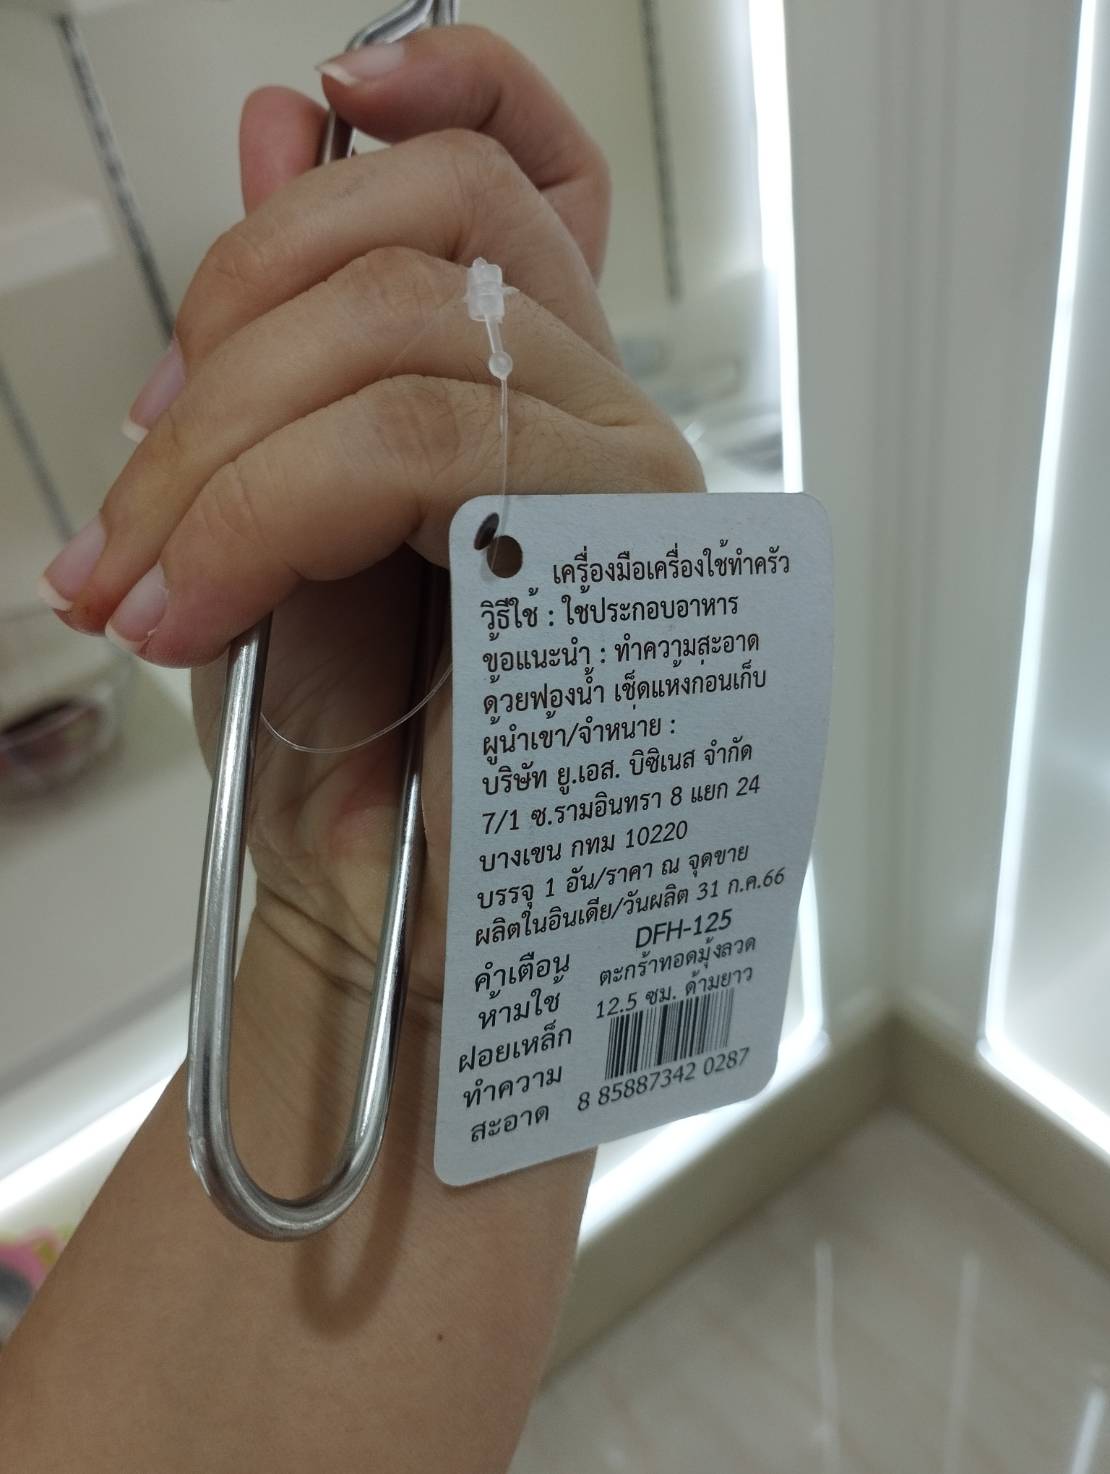 เครื่องมือเครื่องใช้ทำครัว
วิธีใช้ : ใช้ประกอบอาหาร
ข้อแนะนำ : ทำความสะอาด
ด้วยฟองน้ำ เช็ดแห้งก่อนเก็บ
ผู้นำเข้า/จำหน่าย :
บริษัท ยู.เอส. บิซิเนส จำกัด
7/1 ซ.รามอินทรา 8 แยก 24
บางเขน กทม 10220
บรรจุ 1 อัน/ราคา ณ จุดขาย
ผลิตในอินเดีย/วันผลิต 31 ก.ค.66
คำเตือน
ห้ามใช้
ฝอยเหล็ก
ทำความ
สะอาด
DFH-125
ตะกร้าทอดมุ้งลวด
12.5 ซม. ด้ามยาว
8 85887342 0287